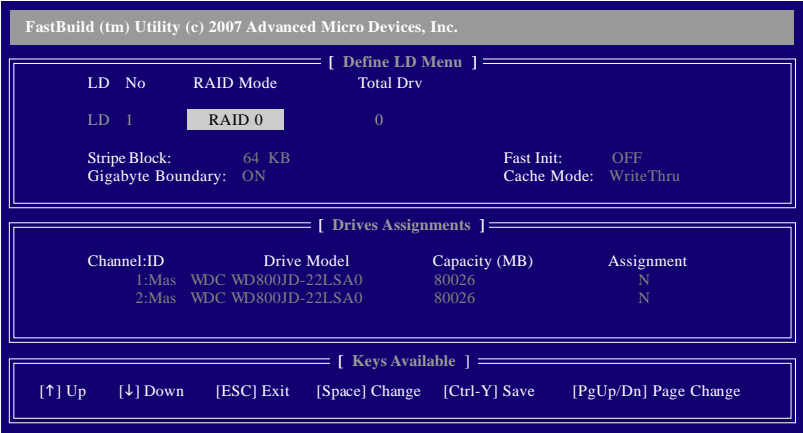 FastBuild (tm) Utility (c) 2007 Advanced Micro Devices, Inc.
[ Define LD Menu ]
LD No RAID Mode Total Drv
LD 1 RAID 0 0
Stripe Block: 64 KB Fast Init: OFF
Gigabyte Boundary: ON Cache Mode: WriteThru
[ Drives Assignments ]
Channel:ID Drive Model Capacity (MB) Assignment
1:Mas WDC WD800JD-22LSA0 80026 N
2:Mas WDC WD800JD-22LSA0 80026 N
[ Keys Available ]
[↑] Up [↓] Down [ESC] Exit [Space] Change [Ctrl-Y] Save [PgUp/Dn] Page Change